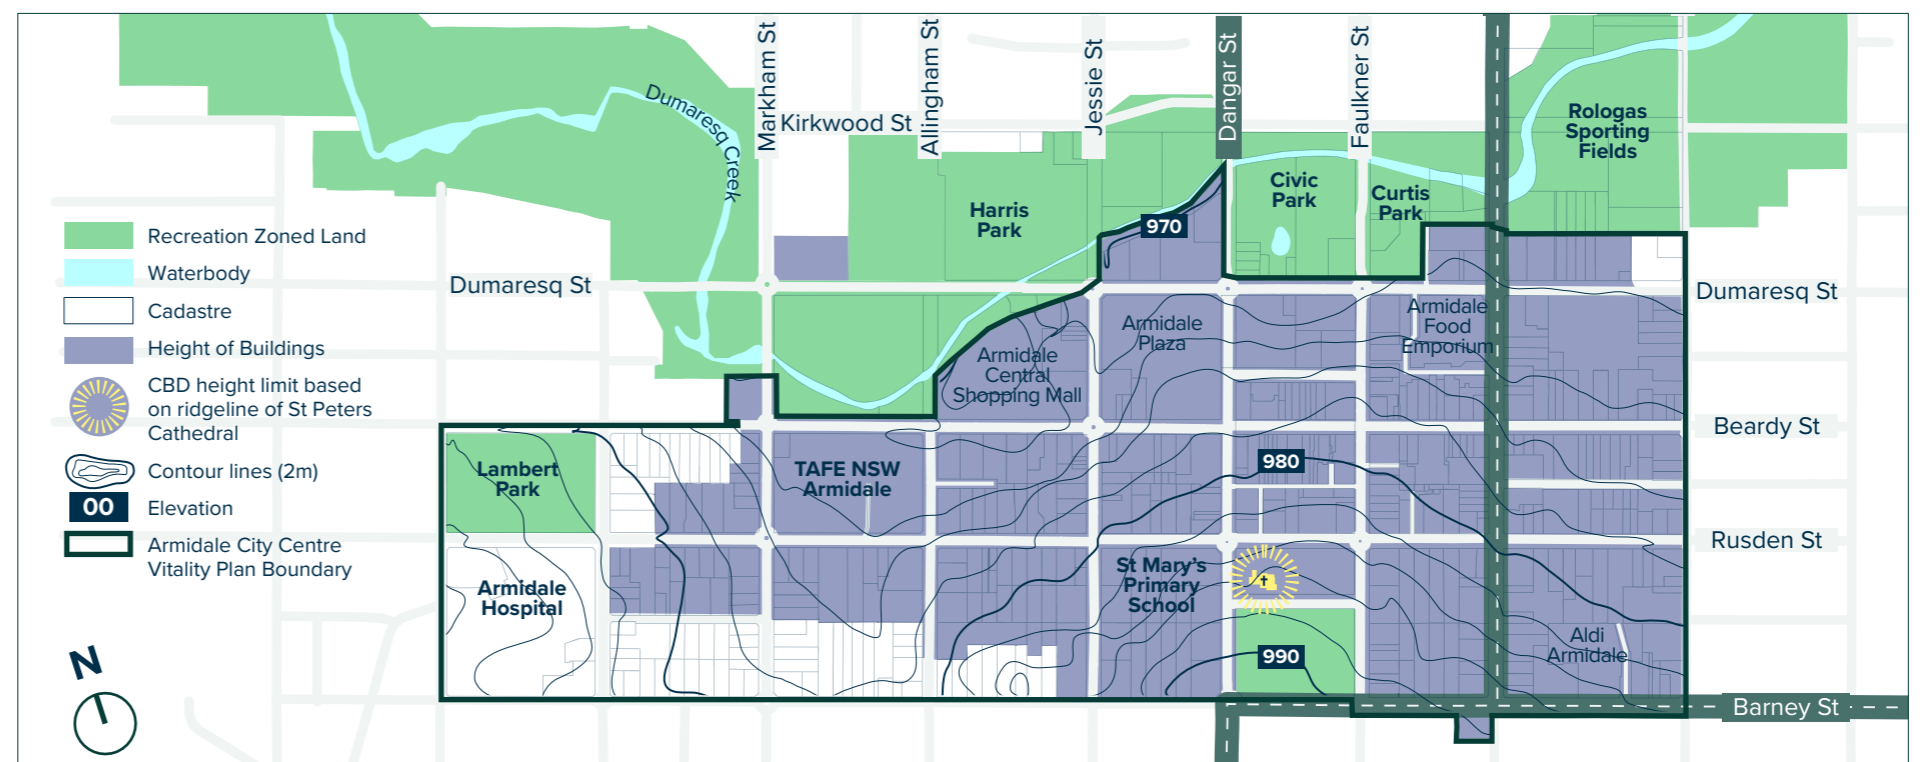 Markham St
Allingham St
Jessie St
Dangar St
Faulkner St
Kirkwood St
Dumaresq Creek
Rologas
Sporting
Fields
Harris
Park
Civic
Park
Curtis
Park
970
Recreation Zoned Land
Waterbody
Cadastre
Height of Buildings
CBD height limit based
on ridgeline of St Peters
Cathedral
Contour lines (2m)
00
Elevation
Armidale City Centre
Vitality Plan Boundary
Dumaresq St
Dumaresq St
Armidale
Plaza
Armidale
Food
Emporium
Armidale
Central
Shopping Mall
Beardy St
Lambert
Park
TAFE NSW
Armidale
980
Rusden St
Armidale
Hospital
St Mary's
Primary
School
990
Aldi
Armidale
Barney St
N